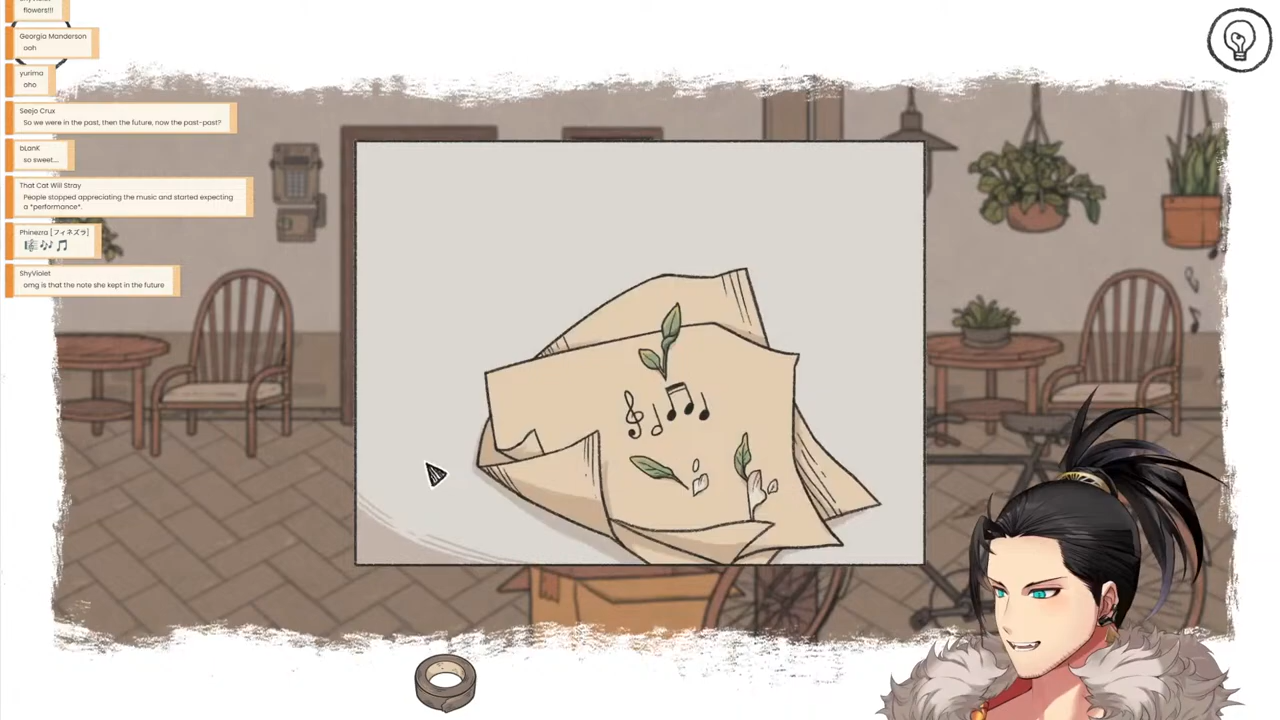 flowers!!!
Georgia Manderson
ooh
yurima
oho
Seejo Crux
So we were in the past, then the future, now the past-past?
bLanK
so sweet...
That Cat Will Stray
People stopped appreciating the music and started expecting
a *performance*.
Phinezra [フィネズラ]
ShyViolet
omg is that the note she kept in the future